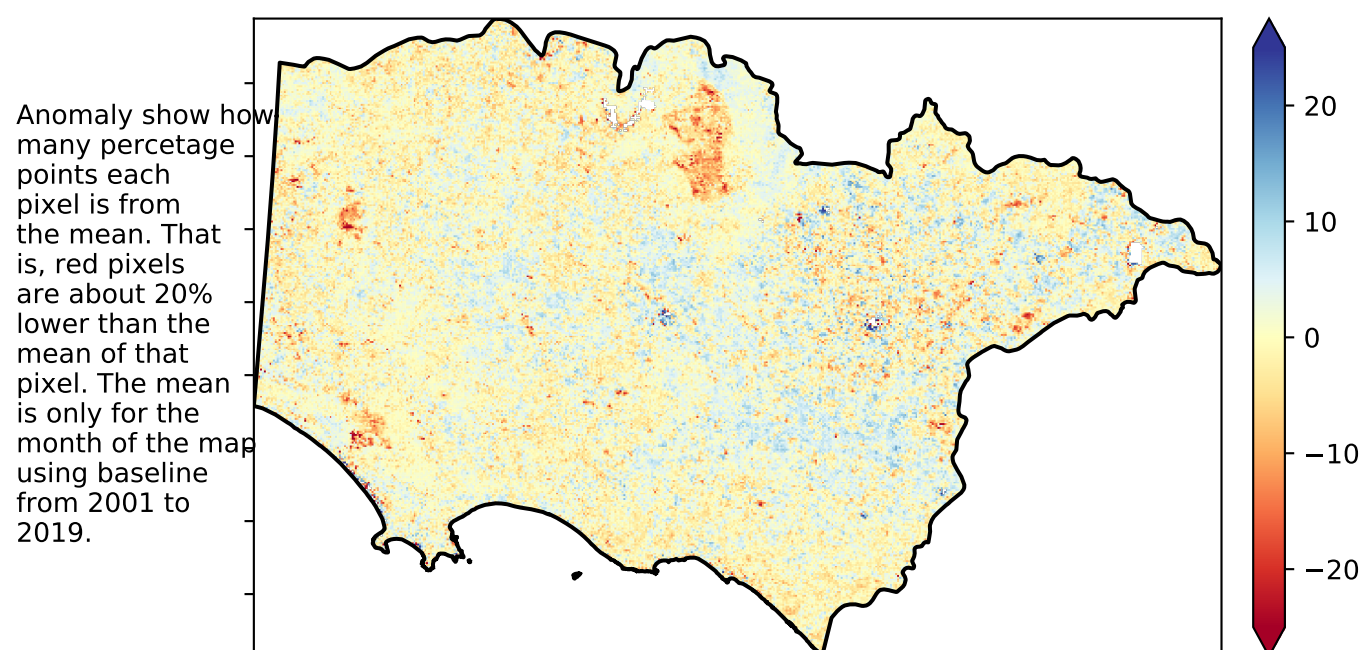 Anomaly show how
many percetage
points each
pixel is from
the mean. That
is, red pixels
are about 20%
lower than the
mean of that
pixel. The mean
is only for the
month of the map
using baseline
from 2001 to
2019.
20
10
0
−10
−20